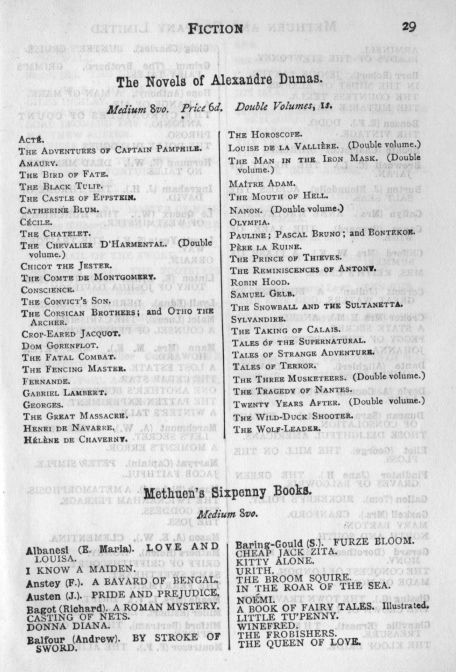 FICTION 29
The Novels of Alexandre Dumas.
Medium 8vo. Price 6d. Double Volumes, 1s.
ACTÉ.
THE ADVENTURES OF CAPTAIN PAMPHILE.
AMAURY.
THE BIRD OF FATE.
THE BLACK TULIP.
THE CASTLE OF EPPSTEIN.
CATHERINE BLUM.
CÉCILE.
THE CHATELET.
THE CHEVALIER D'HARMENTAL. (Double
volume.)
CHICOT THE JESTER.
THE COMTE DE MONTGOMERY.
CONSCIENCE.
THE CONVICT'S SON.
THE CORSICAN BROTHERS; and OTHO THE
ARCHER.
CROP-EARED JACQUOT.
DOM GORENFLOT.
THE FATAL COMBAT.
THE FENCING MASTER.
FERNANDE.
GABRIEL LAMBERT.
GEORGES.
THE GREAT MASSACRE.
HENRI DE NAVARRE.
HÉLÈNE DE CHAVERNY.
THE HOROSCOPE.
LOUISE DE LA VALLIÈRE. (Double volume.)
THE MAN IN THE IRON MASK. (Double
volume.)
MAÎTRE ADAM.
THE MOUTH OF HELL.
NANON. (Double volume.)
OLYMPIA.
PAULINE; PASCAL BRUNO; and BONTEKOE.
PÈRE LA RUINE.
THE PRINCE OF THIEVES.
THE REMINISCENCES OF ANTONY.
ROBIN HOOD.
SAMUEL GELB.
THE SNOWBALL AND THE SULTANETTA.
SYLVANDIRE.
THE TAKING OF CALAIS.
TALES OF THE SUPERNATURAL.
TALES OF STRANGE ADVENTURE.
TALES OF TERROR.
THE THREE MUSKETEERS. (Double volume.)
THE TRAGEDY OF NANTES.
TWENTY YEARS AFTER. (Double volume.)
THE WILD-DUCK SHOOTER.
THE WOLF-LEADER.
Methuen's Sixpenny Books.
Medium 8vo.
Albanesi (E. Maria). LOVE AND
LOUISA.
I KNOW A MAIDEN.
Anstey (F.). A BAYARD OF BENGAL.
Austen (J.). PRIDE AND PREJUDICE.
Bagot (Richard). A ROMAN MYSTERY.
CASTING OF NETS.
DONNA DIANA.
Balfour (Andrew). BY STROKE OF
SWORD.
Baring-Gould (S.). FURZE BLOOM.
CHEAP JACK ZITA.
KITTY ALONE.
URITH.
THE BROOM SQUIRE.
IN THE ROAR OF THE SEA.
NOÉMI.
A BOOK OF FAIRY TALES. Illustrated.
LITTLE TU'PENNY.
WINEFRED.
THE FROBISHERS.
THE QUEEN OF LOVE.